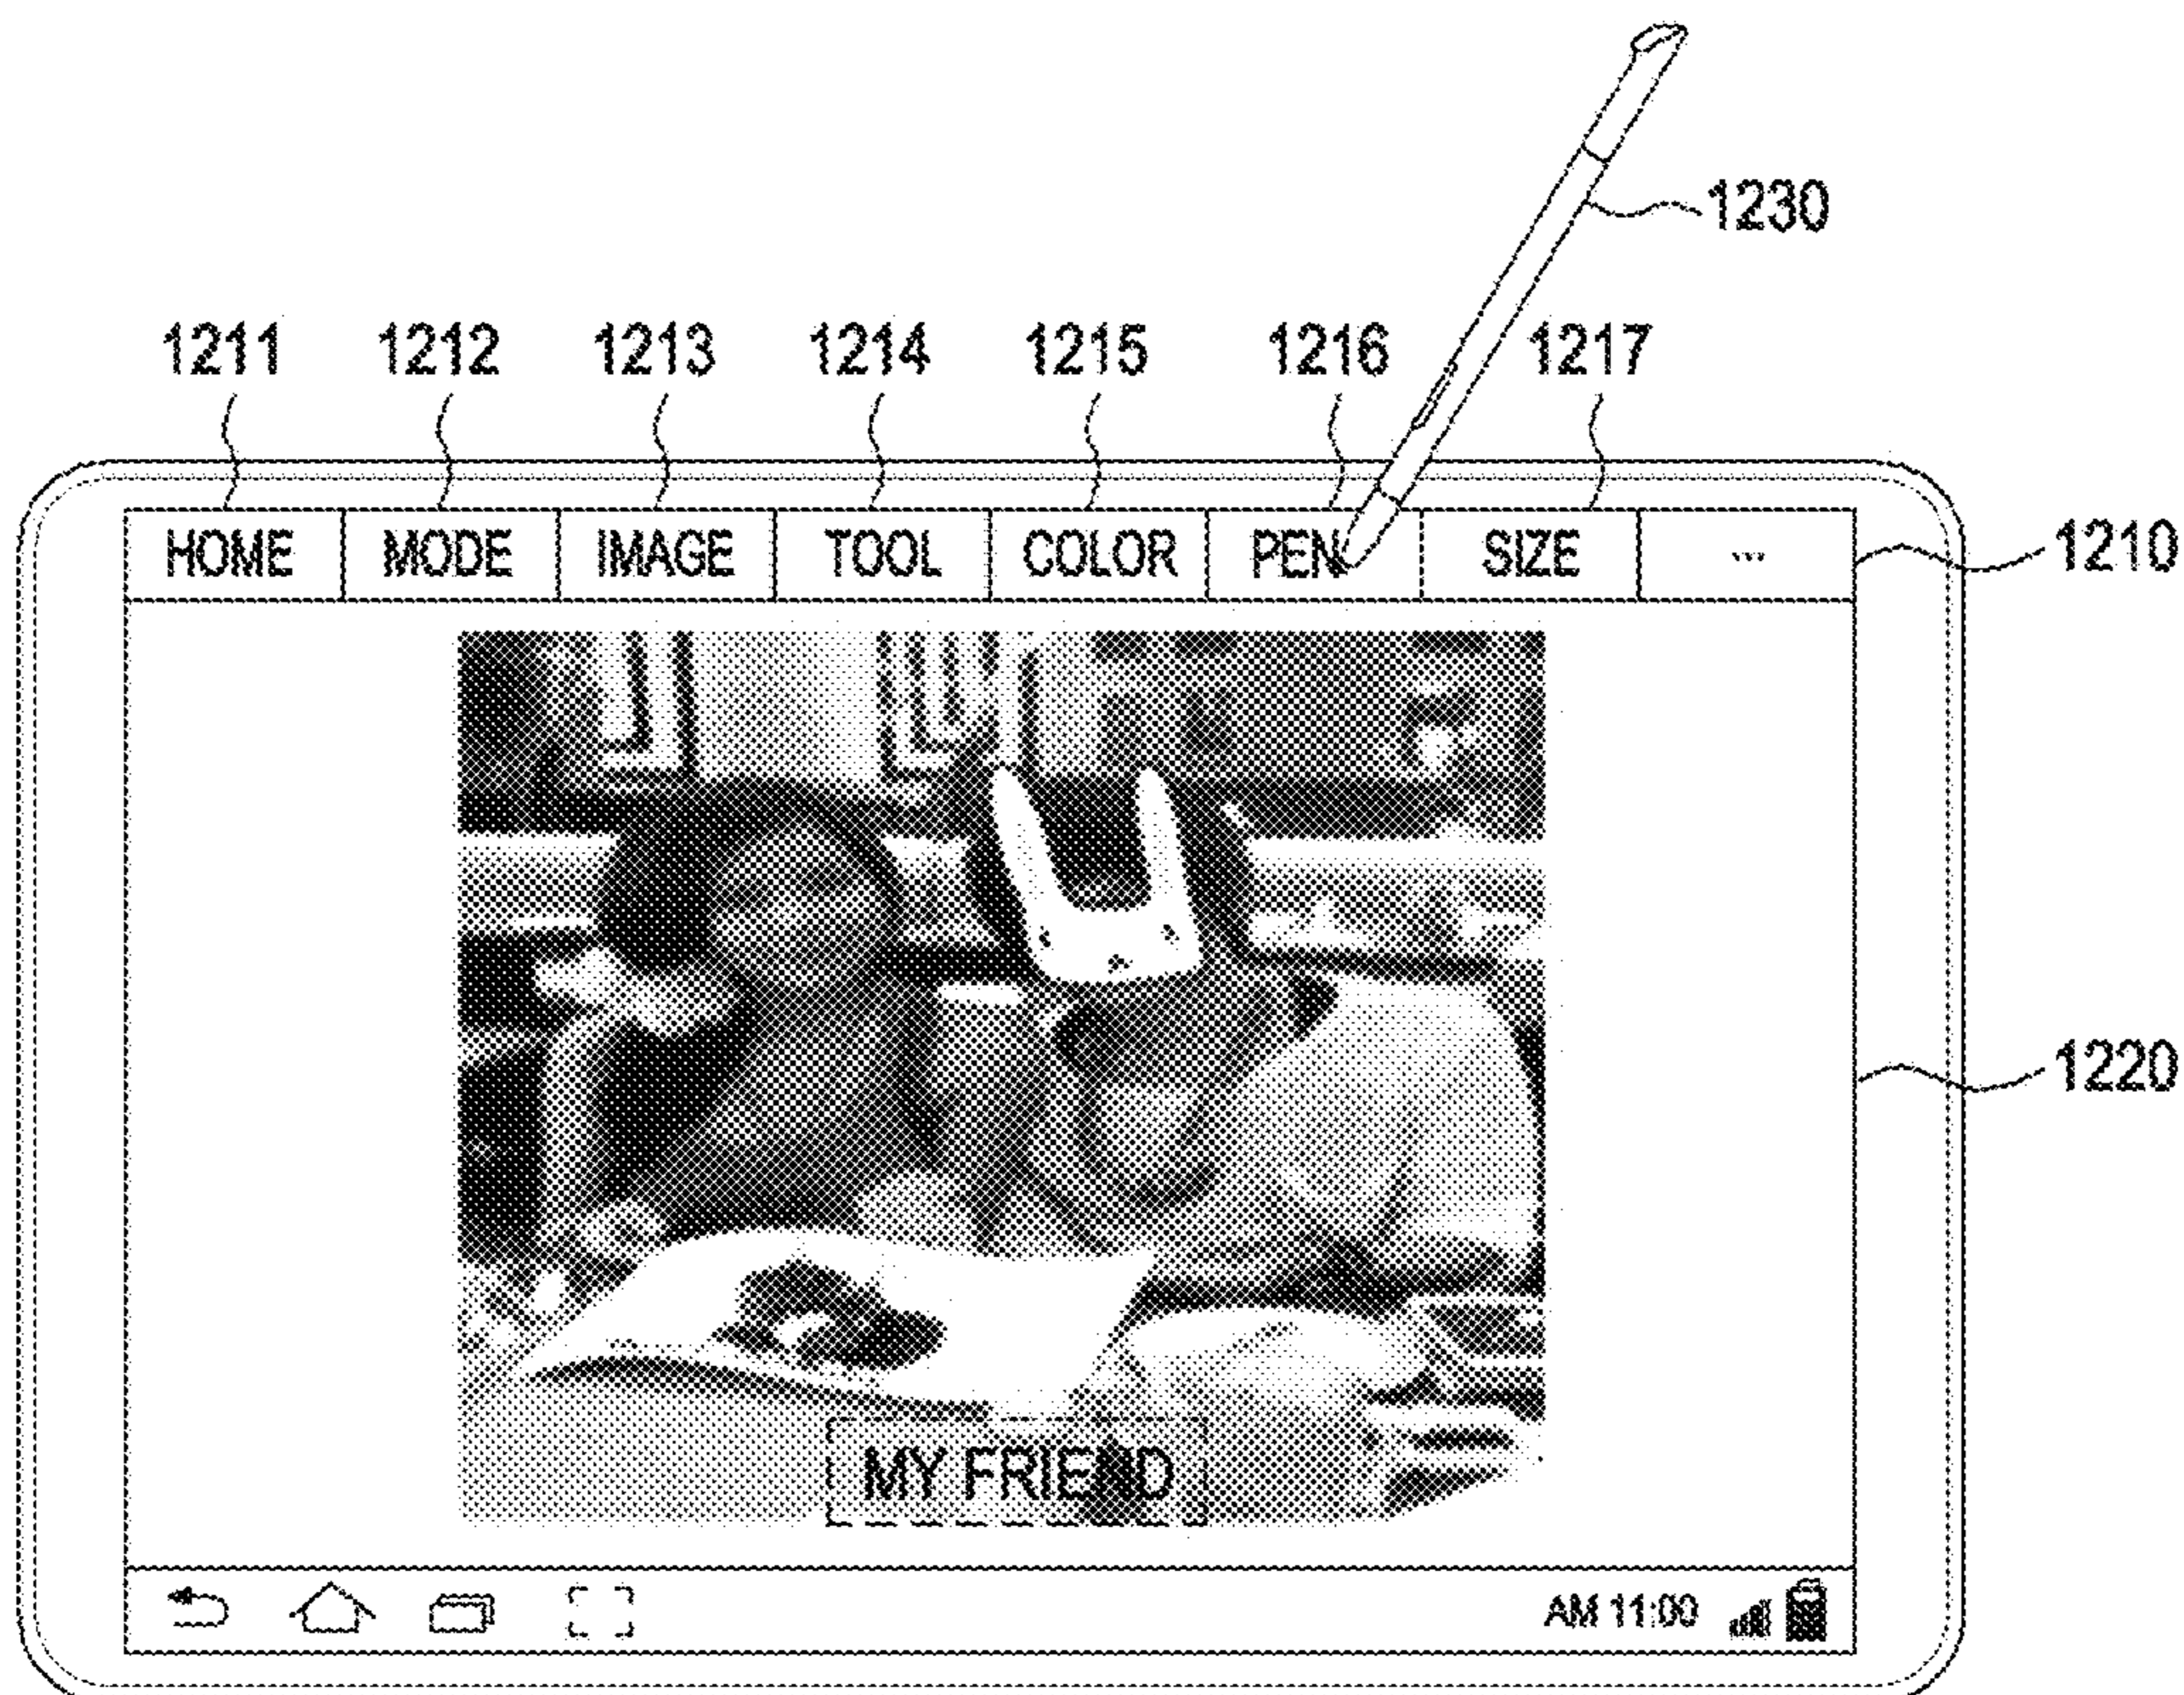 1230
1211 1212 1213 1214 1215 1216 1217
HOME MODE IMAGE TOOL COLOR PEN SIZE ... 1210
1220
MY FRIEND
AM 11:00